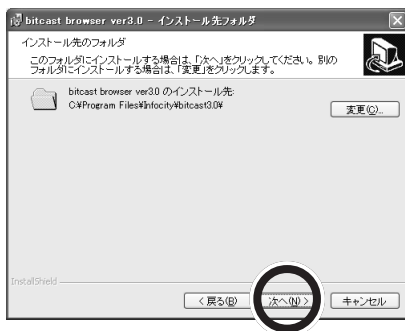 bitcast browser ver3.0 - インストール先フォルダ
インストール先のフォルダ
このフォルダにインストールする場合は、「次へ」をクリックしてください。別の
フォルダにインストールする場合は、「変更」をクリックします。
bitcast browser ver3.0 のインストール先:
C:¥Program Files¥Infocity¥bitcast3.0¥
変更(C)...
InstallShield
< 戻る(B)
次へ(N) >
キャンセル